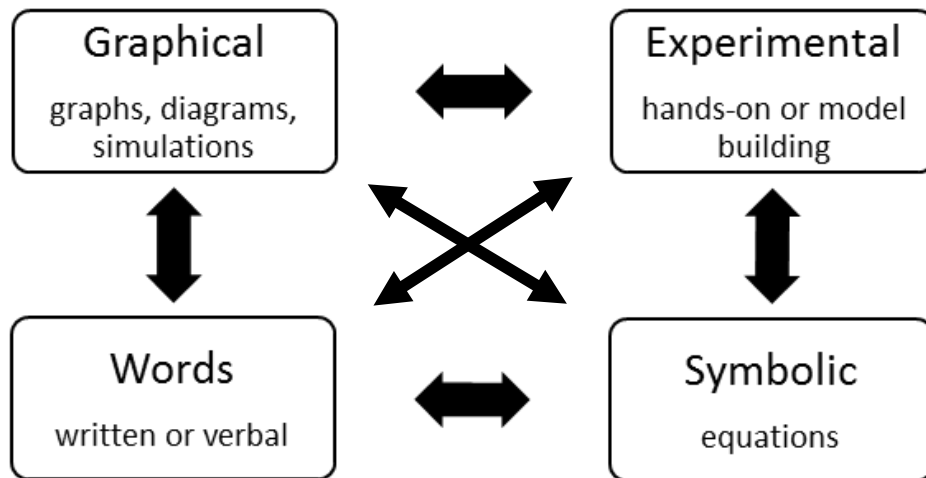 Graphical
graphs, diagrams,
simulations
Experimental
hands-on or model
building
Words
written or verbal
Symbolic
equations